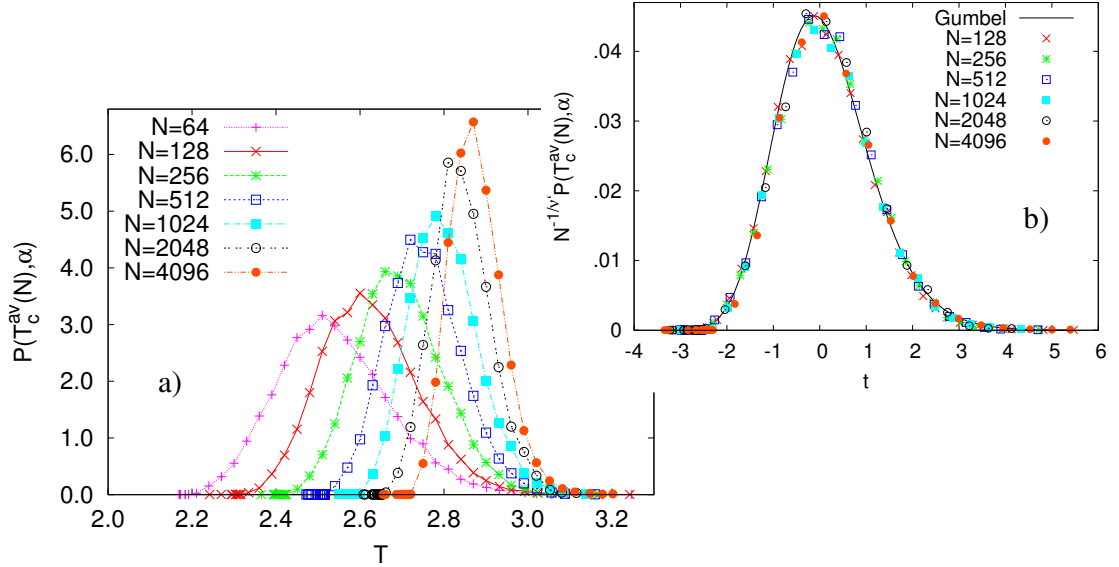 N=64
N=128
N=256
N=512
N=1024
N=2048
N=4096
6.0
5.0
4.0
3.0
2.0
1.0
0.0
P(T_c^{av}(N),α)
a)
2.0 2.2 2.4 2.6 2.8 3.0 3.2
T
Gumbel
N=128
N=256
N=512
N=1024
N=2048
N=4096
.04
.03
.02
.01
0
N^{-1/ν'}P(T_c^{av}(N),α)
b)
-4 -3 -2 -1 0 1 2 3 4 5 6
t